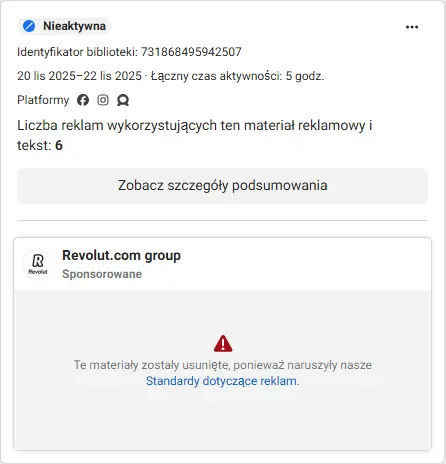 Nieaktywna
Identyfikator biblioteki: 731868495942507
20 lis 2025–22 lis 2025 · Łączny czas aktywności: 5 godz.
Platformy
Liczba reklam wykorzystujących ten materiał reklamowy i
tekst: 6
Zobacz szczegóły podsumowania
Revolut.com group
Sponsorowane
R
Revolut
Te materiały zostały usunięte, ponieważ naruszyły nasze
Standardy dotyczące reklam.